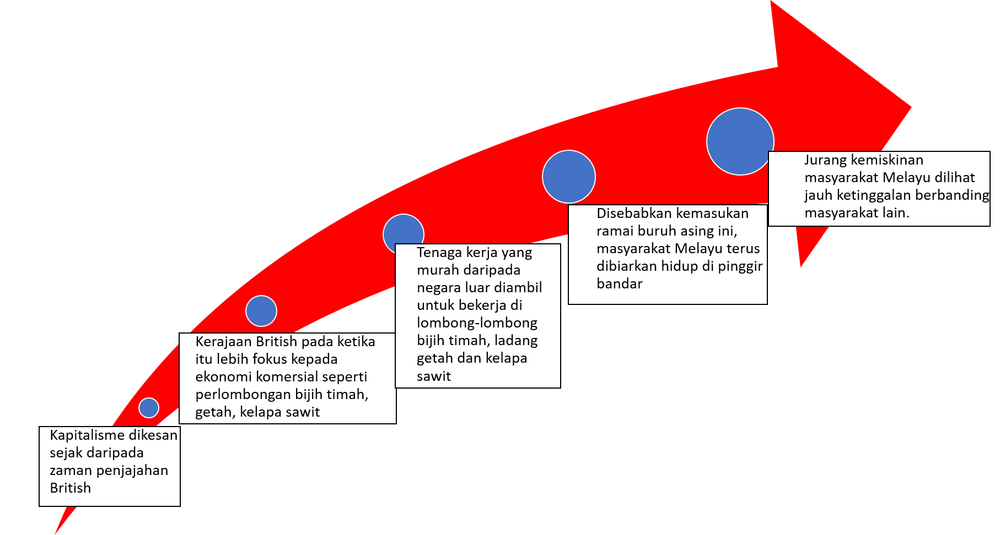 Kapitalisme dikesan
sejak daripada
zaman penjajahan
British
Kerajaan British pada ketika
itu lebih fokus kepada
ekonomi komersial seperti
perlombongan bijih timah,
getah, kelapa sawit
Tenaga kerja yang
murah daripada
negara luar diambil
untuk bekerja di
lombong-lombong
bijih timah, ladang
getah dan kelapa
sawit
Disebabkan kemasukan
ramai buruh asing ini,
masyarakat Melayu terus
dibiarkan hidup di pinggir
bandar
Jurang kemiskinan
masyarakat Melayu dilihat
jauh ketinggalan berbanding
masyarakat lain.